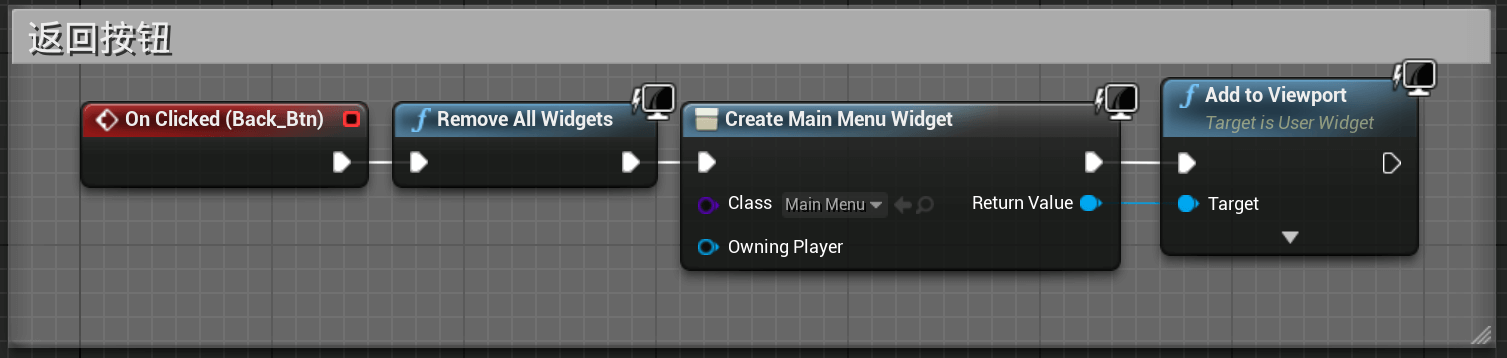 返回按钮
On Clicked (Back_Btn)
Remove All Widgets
Create Main Menu Widget
Class Main Menu
Return Value
Owning Player
Add to Viewport
Target is User Widget
Target